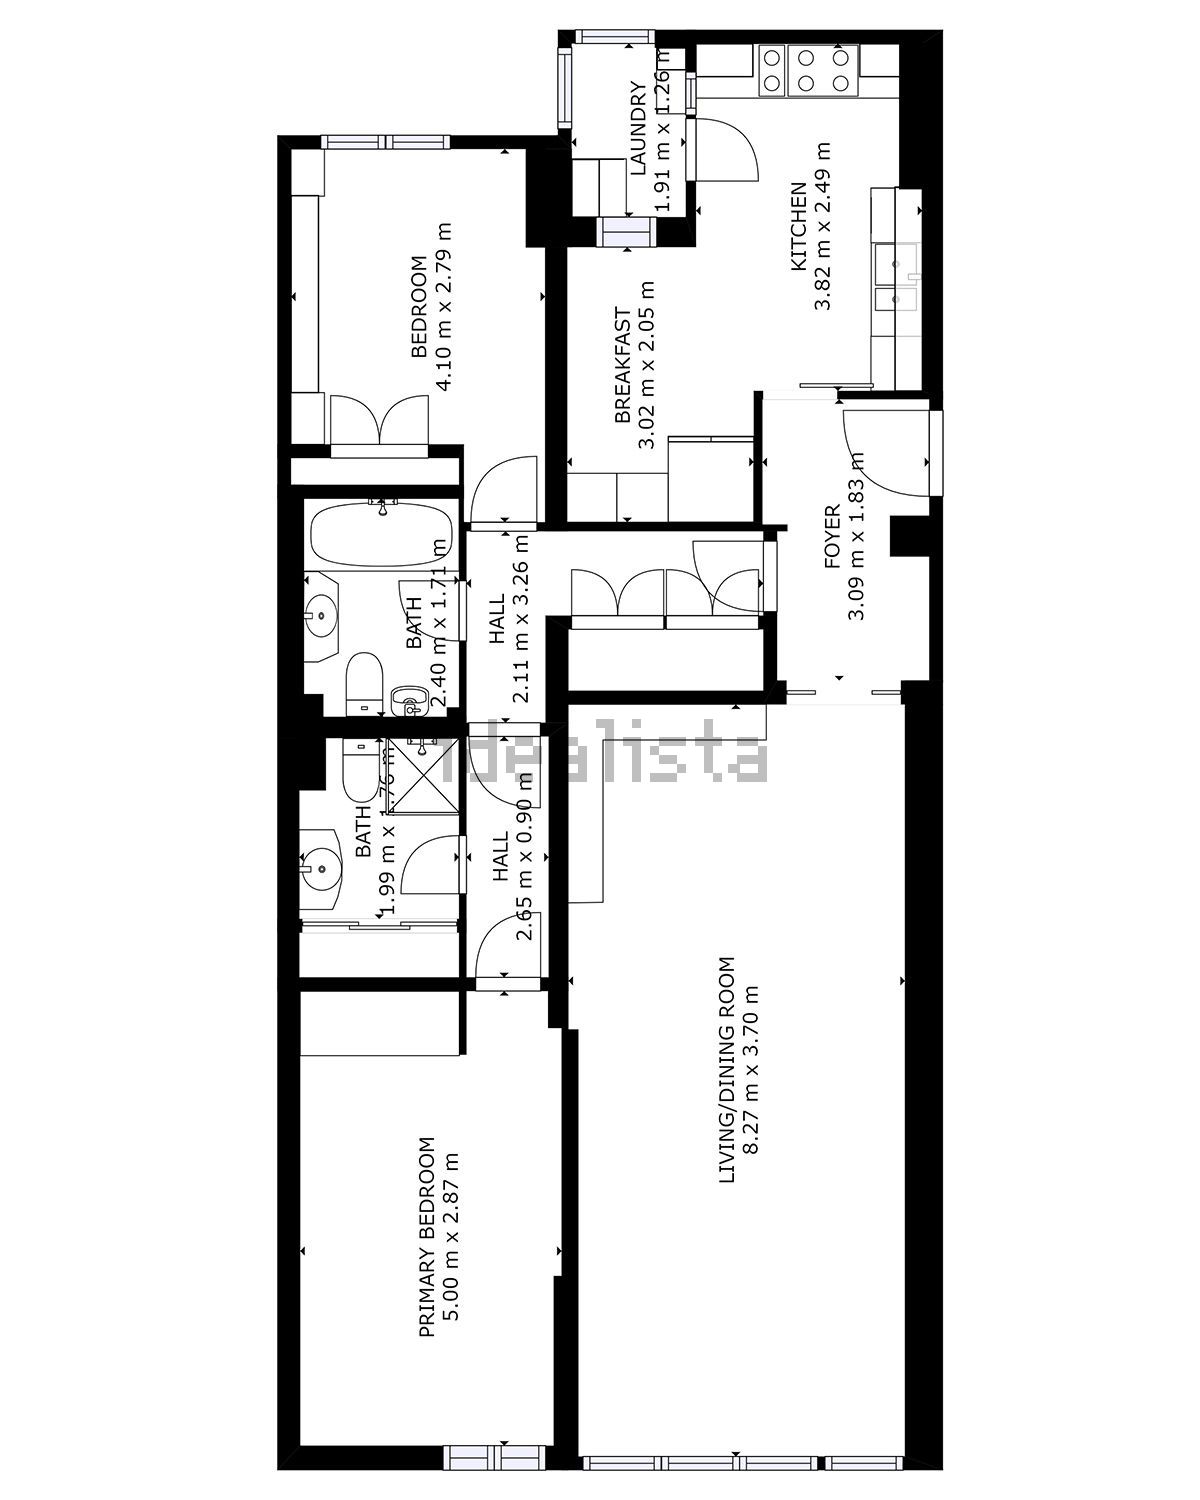 LAUNDRY
1.91 m x 1.26 m
KITCHEN
3.82 m x 2.49 m
BEDROOM
4.10 m x 2.79 m
BREAKFAST
3.02 m x 2.05 m
FOYER
3.09 m x 1.83 m
HALL
2.11 m x 3.26 m
BATH
2.40 m x 1.71 m
idealista
BATH
1.99 m x 1.76 m
HALL
2.65 m x 0.90 m
LIVING/DINING ROOM
8.27 m x 3.70 m
PRIMARY BEDROOM
5.00 m x 2.87 m